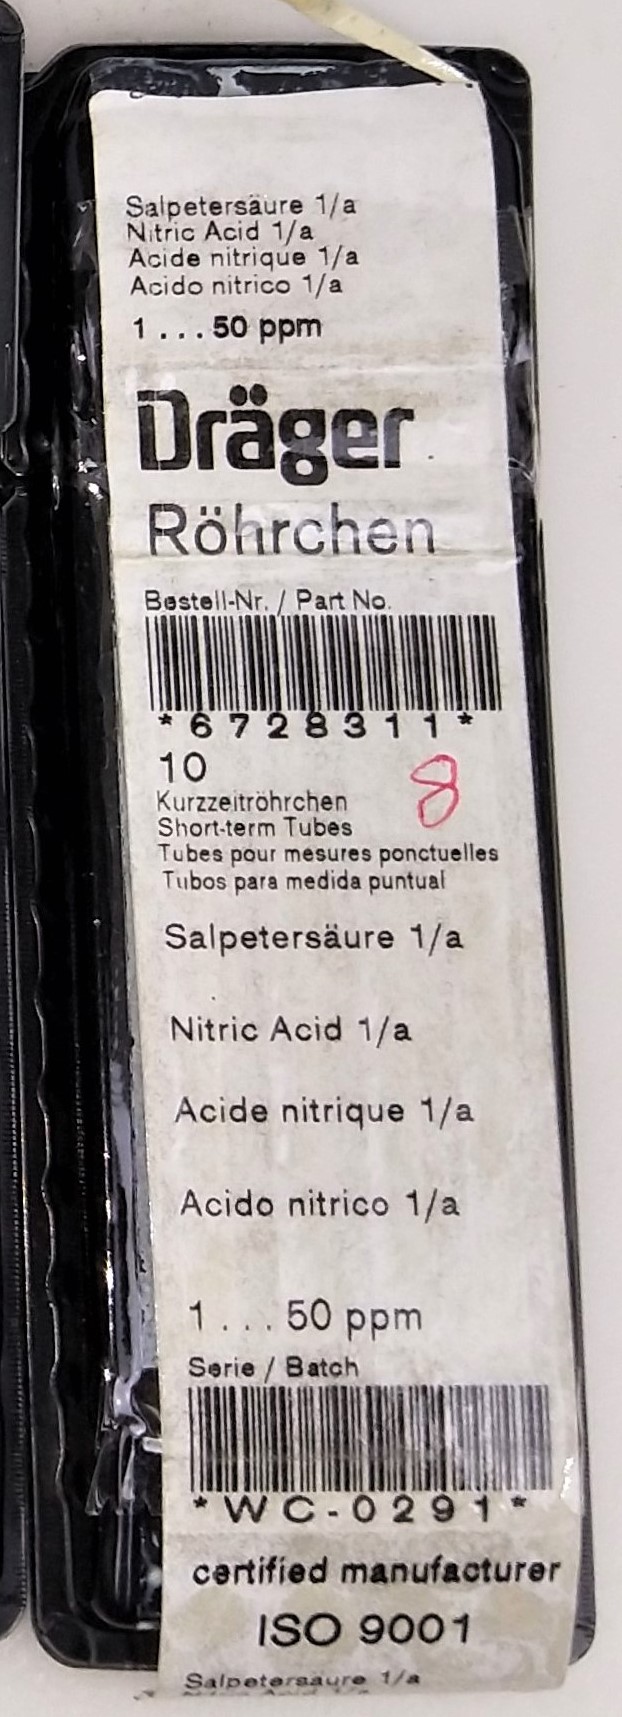 Salpetersäure 1/a
Nitric Acid 1/a
Acide nitrique 1/a
Acido nitrico 1/a
1 . . . 50 ppm
Dräger
Röhrchen
Bestell-Nr. / Part No.
*6728311*
10
8
Kurzzeitröhrchen
Short-term Tubes
Tubes pour mesures ponctuelles
Tubos para medida puntual
Salpetersäure 1/a
Nitric Acid 1/a
Acide nitrique 1/a
Acido nitrico 1/a
1 . . . 50 ppm
Serie / Batch
*WC-0291*
certified manufacturer
ISO 9001
Salpetersäure 1/a